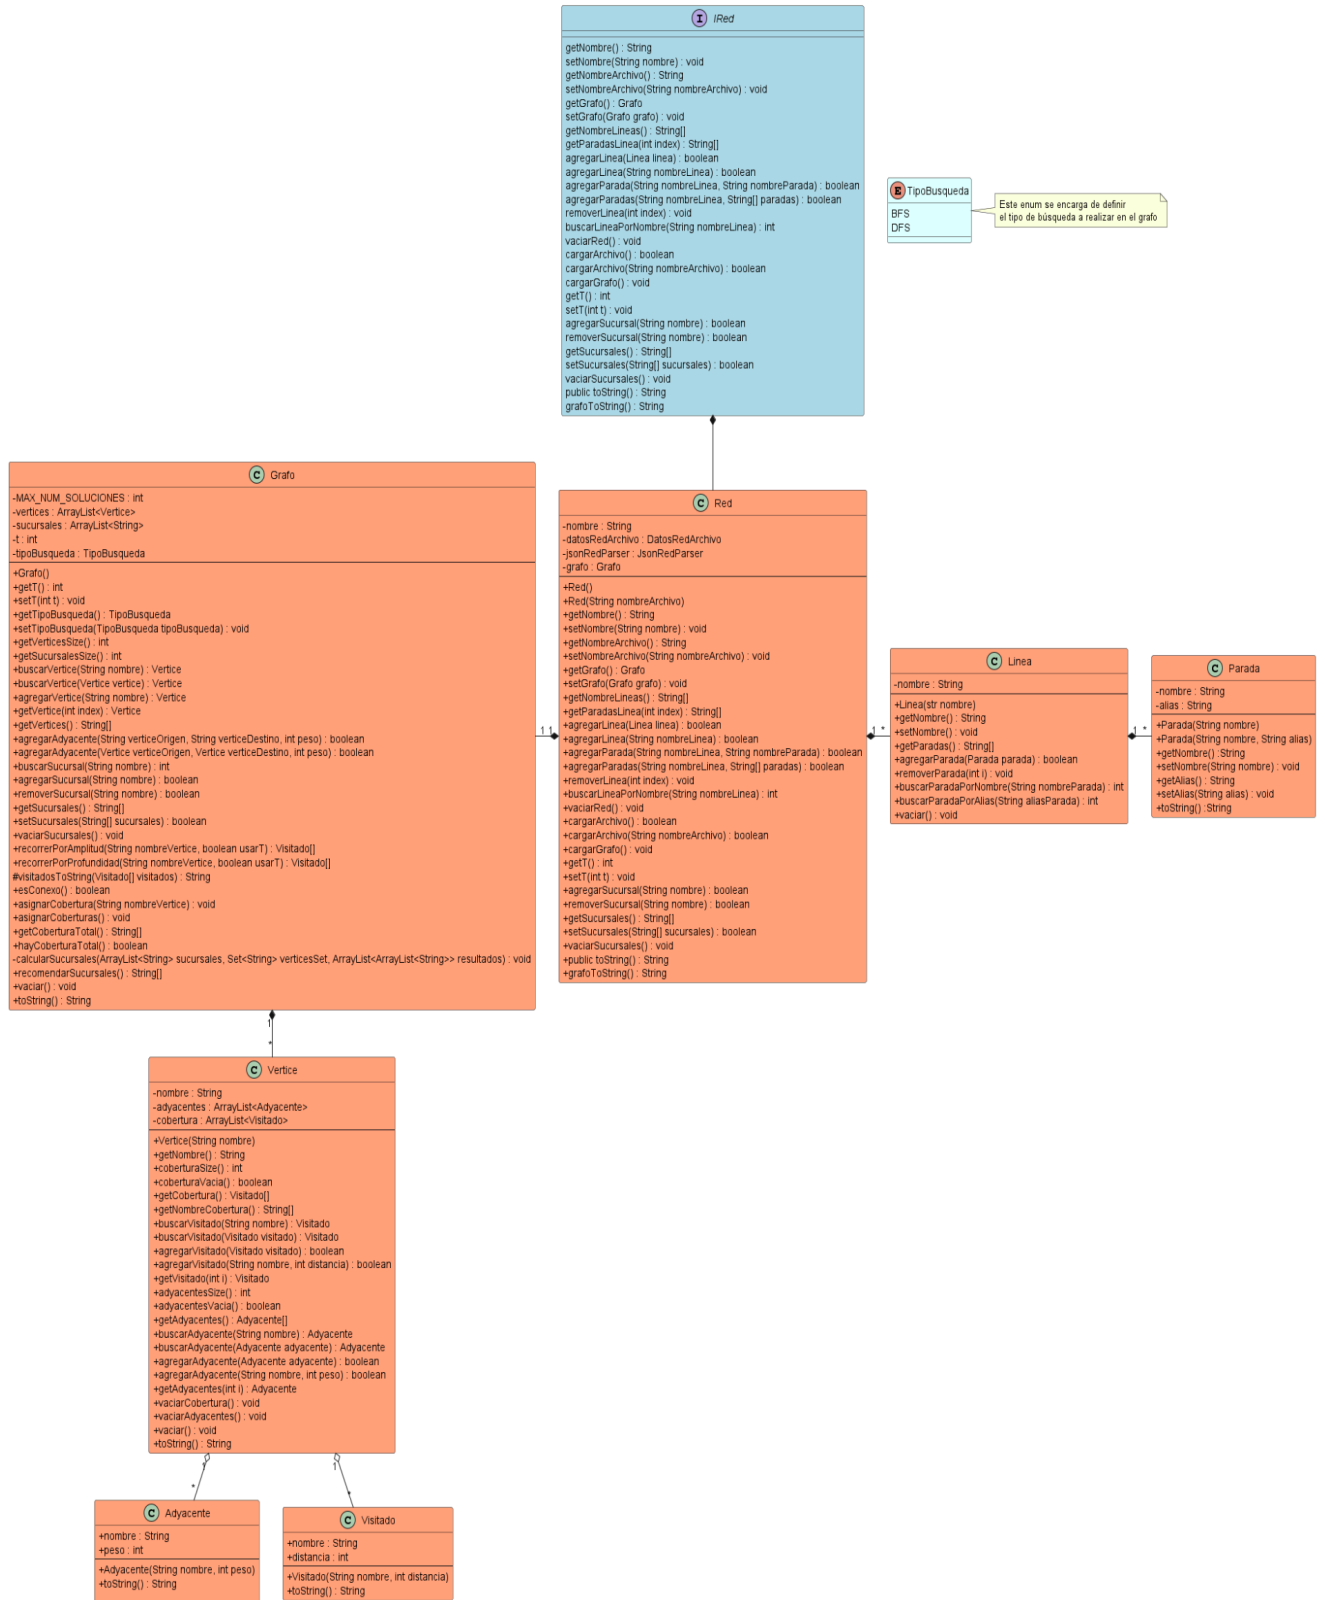 I IRed
getNombre() : String
setNombre(String nombre) : void
getNombreArchivo() : String
setNombreArchivo(String nombreArchivo) : void
getGrafo() : Grafo
setGrafo(Grafo grafo) : void
getNombreLineas() : String[]
getParadasLinea(int index) : String[]
agregarLinea(Linea linea) : boolean
agregarLinea(String nombreLinea) : boolean
agregarParada(String nombreLinea, String nombreParada) : boolean
agregarParadas(String nombreLinea, String[] paradas) : boolean
removerLinea(int index) : void
buscarLineaPorNombre(String nombreLinea) : int
vaciarRed() : void
cargarArchivo() : boolean
cargarArchivo(String nombreArchivo) : boolean
cargarGrafo() : void
getT() : int
setT(int t) : void
agregarSucursal(String nombre) : boolean
removerSucursal(String nombre) : boolean
getSucursales() : String[]
setSucursales(String[] sucursales) : boolean
vaciarSucursales() : void
public toString() : String
grafoToString() : String
E TipoBusqueda
BFS
DFS
Este enum se encarga de definir
el tipo de búsqueda a realizar en el grafo
C Grafo
-MAX_NUM_SOLUCIONES : int
-vertices : ArrayList<Vertice>
-sucursales : ArrayList<String>
-t : int
-tipoBusqueda : TipoBusqueda
+Grafo()
+getT() : int
+setT(int t) : void
+getTipoBusqueda() : TipoBusqueda
+setTipoBusqueda(TipoBusqueda tipoBusqueda) : void
+getVerticesSize() : int
+getSucursalesSize() : int
+buscarVertice(String nombre) : Vertice
+buscarVertice(Vertice vertice) : Vertice
+agregarVertice(String nombre) : Vertice
+getVertice(int index) : Vertice
+getVertices() : String[]
+agregarAdyacente(String verticeOrigen, String verticeDestino, int peso) : boolean
+agregarAdyacente(Vertice verticeOrigen, Vertice verticeDestino, int peso) : boolean
+buscarSucursal(String nombre) : int
+agregarSucursal(String nombre) : boolean
+removerSucursal(String nombre) : boolean
+getSucursales() : String[]
+setSucursales(String[] sucursales) : boolean
+vaciarSucursales() : void
+recorrerPorAmplitud(String nombreVertice, boolean usarT) : Visitado[]
+recorrerPorProfundidad(String nombreVertice, boolean usarT) : Visitado[]
#visitadosToString(Visitado[] visitados) : String
+esConexo() : boolean
+asignarCobertura(String nombreVertice) : void
+asignarCoberturas() : void
+getCoberturaTotal() : String[]
+hayCoberturaTotal() : boolean
-calcularSucursales(ArrayList<String> sucursales, Set<String> verticesSet, ArrayList<ArrayList<String>> resultados) : void
+recomendarSucursales() : String[]
+vaciar() : void
+toString() : String
1 1
C Red
-nombre : String
-datosRedArchivo : DatosRedArchivo
-jsonRedParser : JsonRedParser
-grafo : Grafo
+Red()
+Red(String nombreArchivo)
+getNombre() : String
+setNombre(String nombre) : void
+getNombreArchivo() : String
+setNombreArchivo(String nombreArchivo) : void
+getGrafo() : Grafo
+setGrafo(Grafo grafo) : void
+getNombreLineas() : String[]
+getParadasLinea(int index) : String[]
+agregarLinea(Linea linea) : boolean
+agregarLinea(String nombreLinea) : boolean
+agregarParada(String nombreLinea, String nombreParada) : boolean
+agregarParadas(String nombreLinea, String[] paradas) : boolean
+removerLinea(int index) : void
+buscarLineaPorNombre(String nombreLinea) : int
+vaciarRed() : void
+cargarArchivo() : boolean
+cargarArchivo(String nombreArchivo) : boolean
+cargarGrafo() : void
+getT() : int
+setT(int t) : void
+agregarSucursal(String nombre) : boolean
+removerSucursal(String nombre) : boolean
+getSucursales() : String[]
+setSucursales(String[] sucursales) : boolean
+vaciarSucursales() : void
+public toString() : String
+grafoToString() : String
1 *
C Linea
-nombre : String
+Linea(str nombre)
+getNombre() : String
+setNombre() : void
+getParadas() : String[]
+agregarParada(Parada parada) : boolean
+removerParada(int i) : void
+buscarParadaPorNombre(String nombreParada) : int
+buscarParadaPorAlias(String aliasParada) : int
+vaciar() : void
1 *
C Parada
-nombre : String
-alias : String
+Parada(String nombre)
+Parada(String nombre, String alias)
+getNombre() :String
+setNombre(String nombre) : void
+getAlias() : String
+setAlias(String alias) : void
+toString() :String
1
*
C Vertice
-nombre : String
-adyacentes : ArrayList<Adyacente>
-cobertura : ArrayList<Visitado>
+Vertice(String nombre)
+getNombre() : String
+coberturaSize() : int
+coberturaVacia() : boolean
+getCobertura() : Visitado[]
+getNombreCobertura() : String[]
+buscarVisitado(String nombre) : Visitado
+buscarVisitado(Visitado visitado) : Visitado
+agregarVisitado(Visitado visitado) : boolean
+agregarVisitado(String nombre, int distancia) : boolean
+getVisitado(int i) : Visitado
+adyacentesSize() : int
+adyacentesVacia() : boolean
+getAdyacentes() : Adyacente[]
+buscarAdyacente(String nombre) : Adyacente
+buscarAdyacente(Adyacente adyacente) : Adyacente
+agregarAdyacente(Adyacente adyacente) : boolean
+agregarAdyacente(String nombre, int peso) : boolean
+getAdyacentes(int i) : Adyacente
+vaciarCobertura() : void
+vaciarAdyacentes() : void
+vaciar() : void
+toString() : String
1 1
* *
C Adyacente
+nombre : String
+peso : int
+Adyacente(String nombre, int peso)
+toString() : String
C Visitado
+nombre : String
+distancia : int
+Visitado(String nombre, int distancia)
+toString() : String